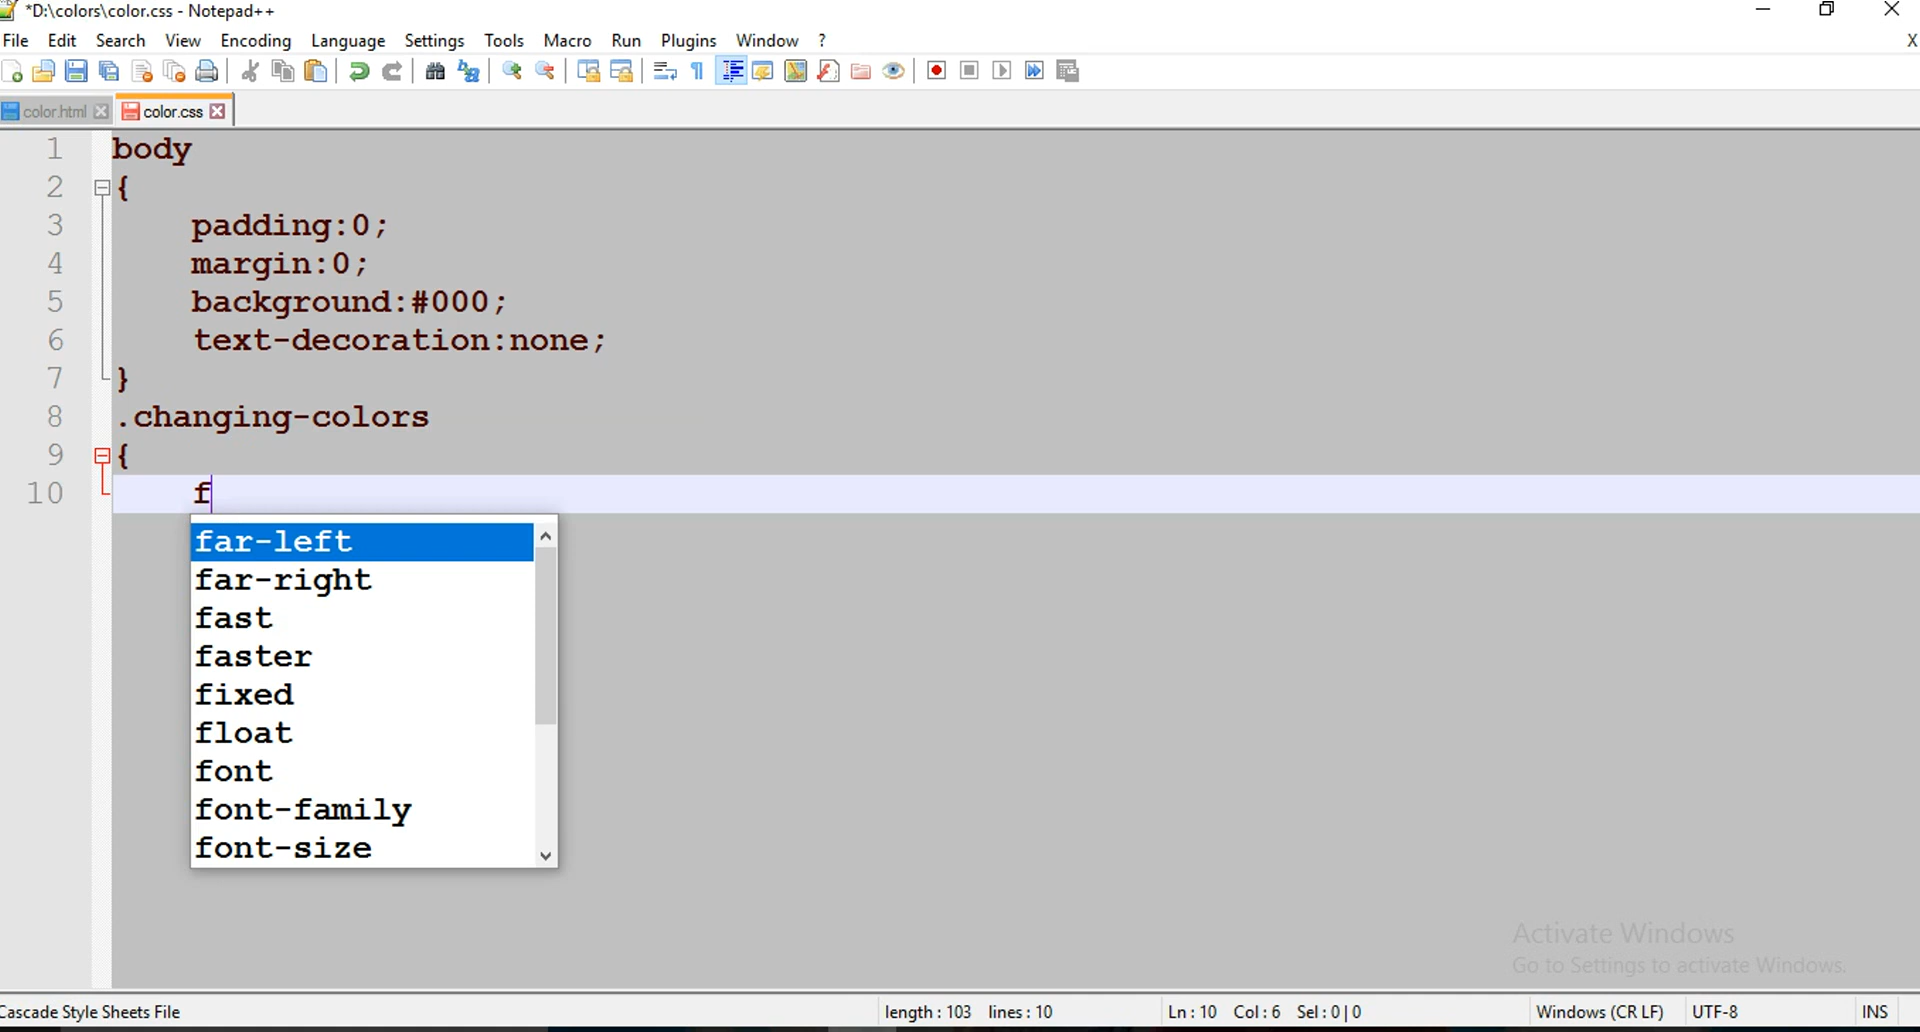 *D:\colors\color.css - Notepad++
File Edit Search View Encoding Language Settings Tools Macro Run Plugins Window ? X
color.html color.css
1 body
2 {
3 padding:0;
4 margin:0;
5 background:#000;
6 text-decoration:none;
7 }
8 .changing-colors
9 {
10 f
far-left
far-right
fast
faster
fixed
float
font
font-family
font-size
Activate Windows
Go to Settings to activate Windows.
Cascade Style Sheets File length : 103 lines : 10 Ln : 10 Col : 6 Sel : 0 | 0 Windows (CR LF) UTF-8 INS